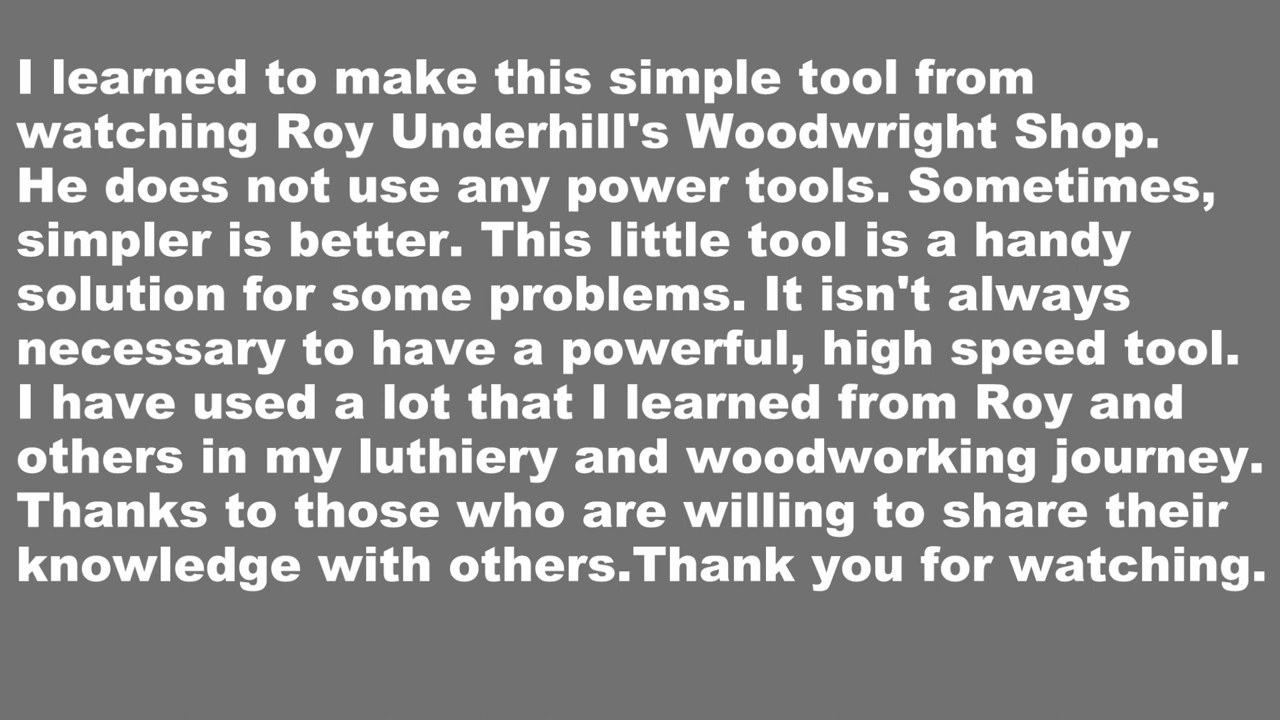 I learned to make this simple tool from
watching Roy Underhill's Woodwright Shop.
He does not use any power tools. Sometimes,
simpler is better. This little tool is a handy
solution for some problems. It isn't always
necessary to have a powerful, high speed tool.
I have used a lot that I learned from Roy and
others in my luthiery and woodworking journey.
Thanks to those who are willing to share their
knowledge with others.Thank you for watching.